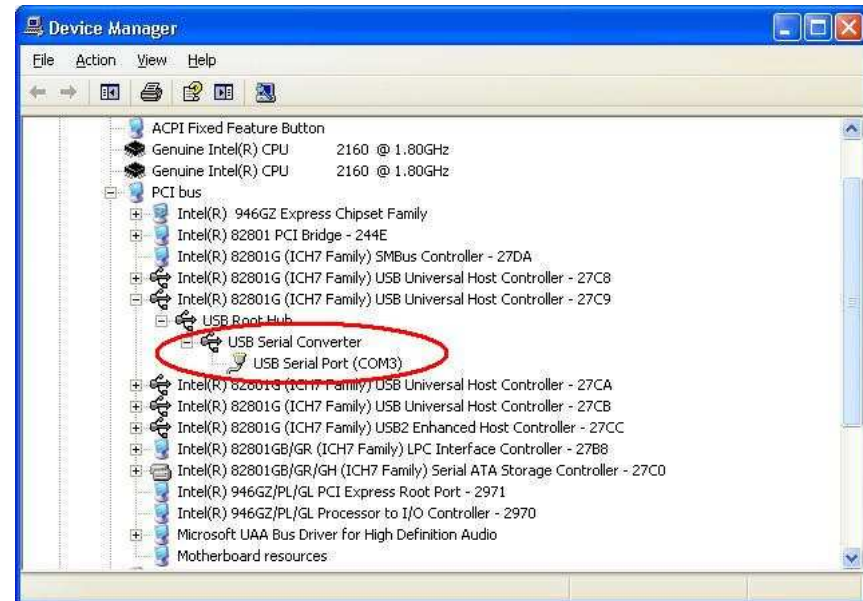 Device Manager
File Action View Help
ACPI Fixed Feature Button
Genuine Intel(R) CPU 2160 @ 1.80GHz
Genuine Intel(R) CPU 2160 @ 1.80GHz
PCI bus
Intel(R) 946GZ Express Chipset Family
Intel(R) 82801 PCI Bridge - 244E
Intel(R) 82801G (ICH7 Family) SMBus Controller - 27DA
Intel(R) 82801G (ICH7 Family) USB Universal Host Controller - 27C8
Intel(R) 82801G (ICH7 Family) USB Universal Host Controller - 27C9
USB Root Hub
USB Serial Converter
USB Serial Port (COM3)
Intel(R) 82801G (ICH7 Family) USB Universal Host Controller - 27CA
Intel(R) 82801G (ICH7 Family) USB Universal Host Controller - 27CB
Intel(R) 82801G (ICH7 Family) USB2 Enhanced Host Controller - 27CC
Intel(R) 82801GB/GR (ICH7 Family) LPC Interface Controller - 27B8
Intel(R) 82801GB/GR/GH (ICH7 Family) Serial ATA Storage Controller - 27C0
Intel(R) 946GZ/PL/GL PCI Express Root Port - 2971
Intel(R) 946GZ/PL/GL Processor to I/O Controller - 2970
Microsoft UAA Bus Driver for High Definition Audio
Motherboard resources